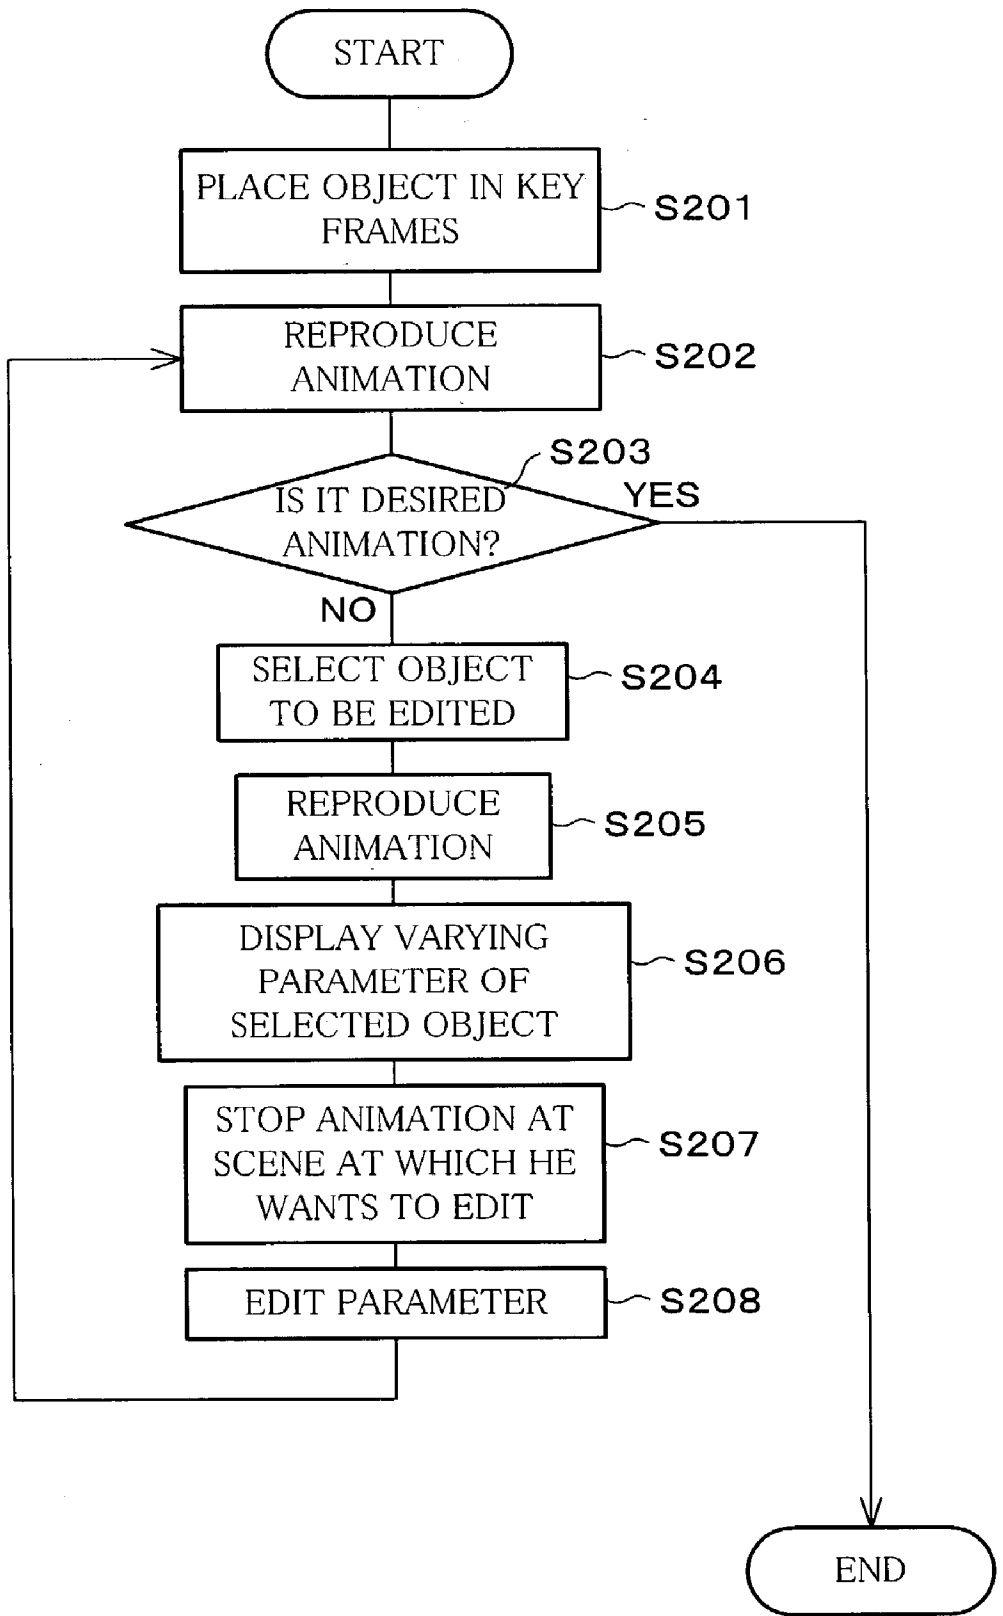 START
PLACE OBJECT IN KEY
FRAMES
S201
REPRODUCE
ANIMATION
S202
S203
IS IT DESIRED
ANIMATION?
YES
NO
SELECT OBJECT
TO BE EDITED
S204
REPRODUCE
ANIMATION
S205
DISPLAY VARYING
PARAMETER OF
SELECTED OBJECT
S206
STOP ANIMATION AT
SCENE AT WHICH HE
WANTS TO EDIT
S207
EDIT PARAMETER
S208
END